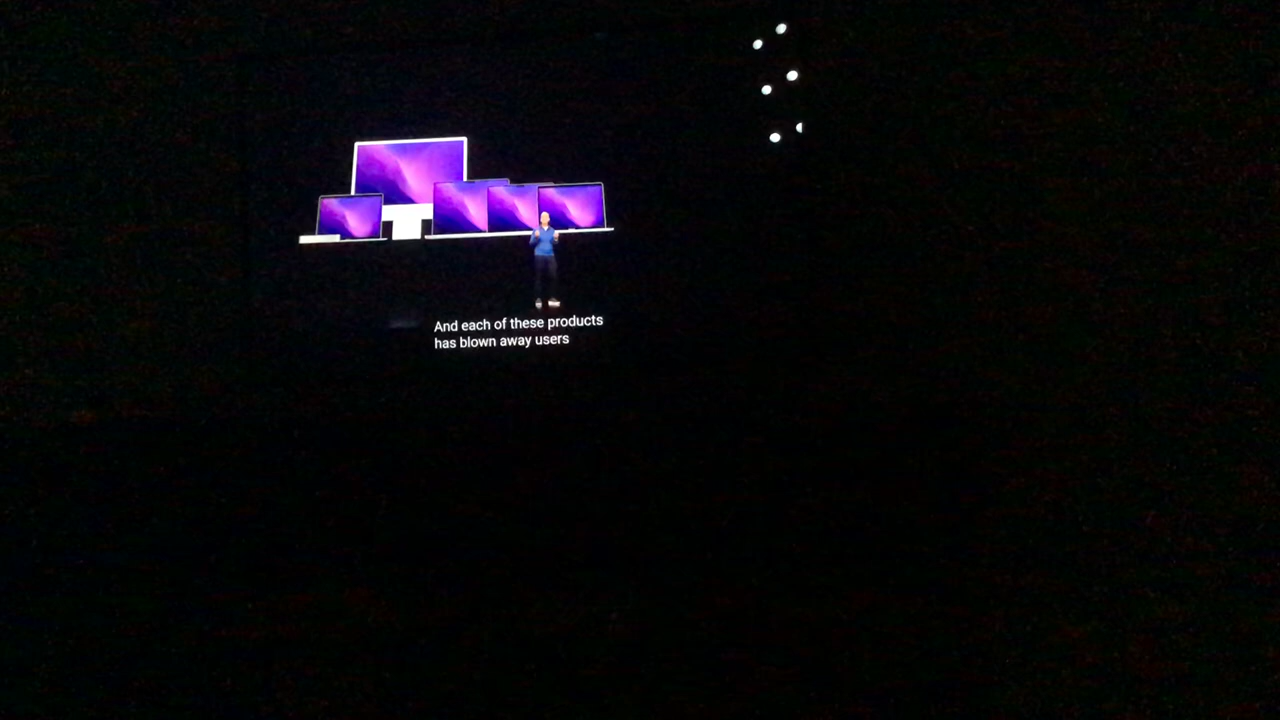 And each of these products
has blown away users